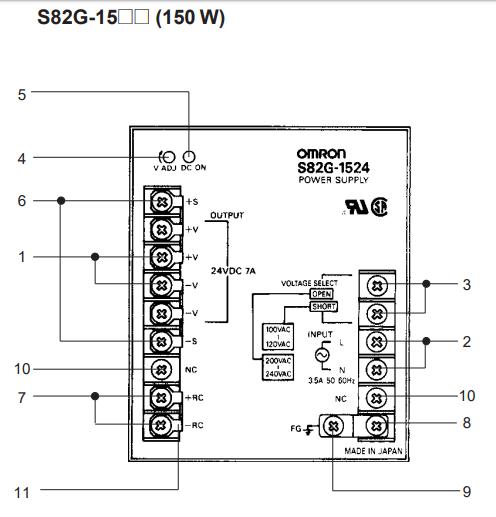 S82G-15□□ (150 W)
5
4
V ADJ DC ON
OMRON
S82G-1524
POWER SUPPLY
6
+S
OUTPUT
+V
1
+V
24VDC 7A
-V
-V
-S
10
NC
7
+RC
-RC
11
VOLTAGE SELECT
OPEN
SHORT
3
100VAC
120VAC
INPUT
L
2
200VAC
240VAC
N
3.5A 50 60Hz
NC
10
FG
8
MADE IN JAPAN
9